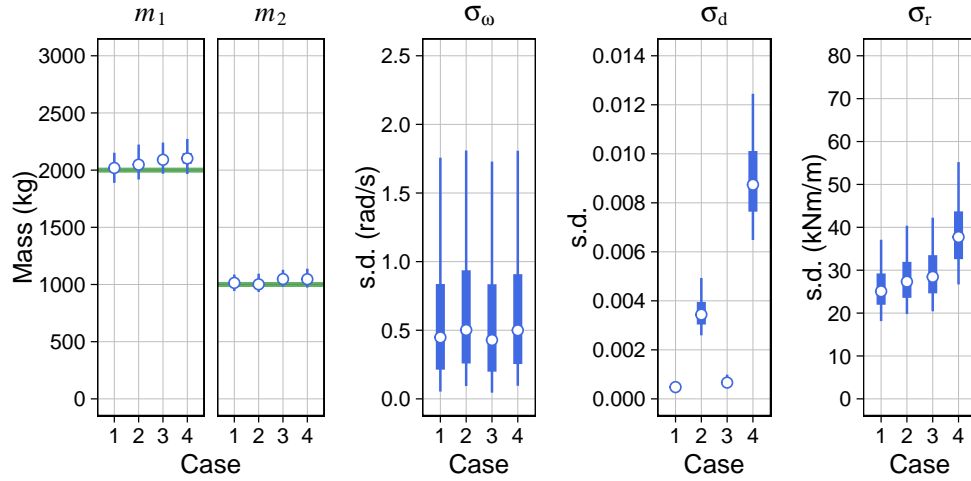 m1 m2 σω σd σr
Mass (kg)
3000
2500
2000
1500
1000
500
0
1 2 3 4
1 2 3 4
Case
s.d. (rad/s)
2.5
2.0
1.5
1.0
0.5
0.0
1 2 3 4
Case
s.d.
0.014
0.012
0.010
0.008
0.006
0.004
0.002
0.000
1 2 3 4
Case
s.d. (kNm/m)
80
70
60
50
40
30
20
10
0
1 2 3 4
Case